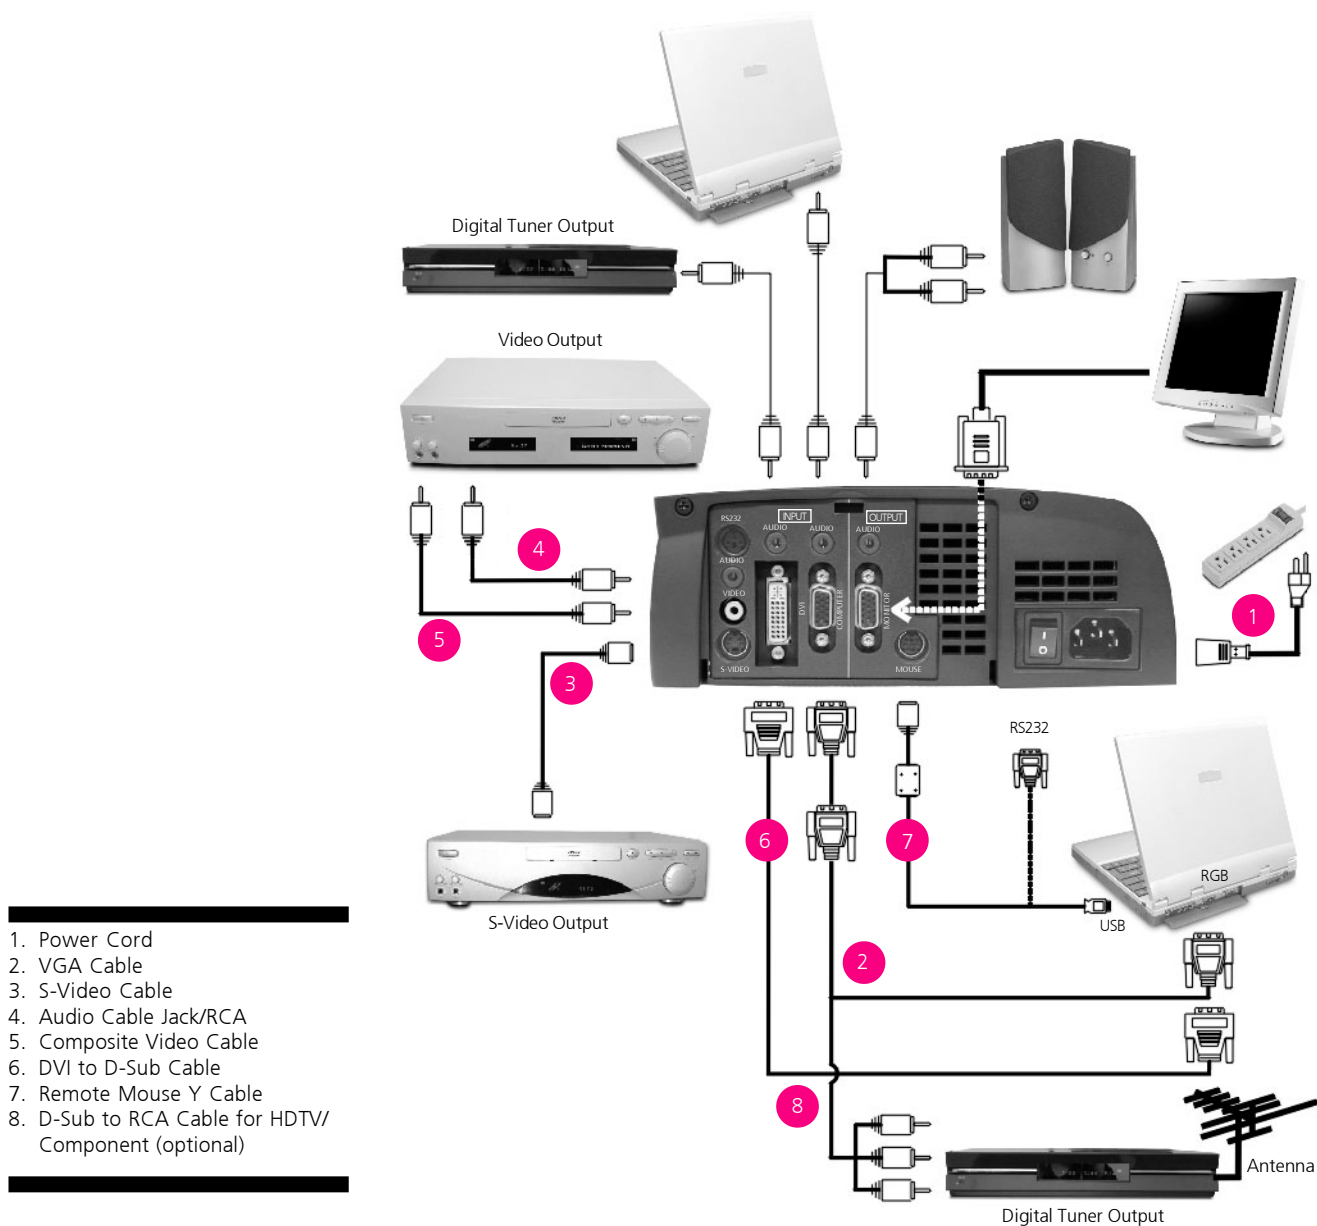 Digital Tuner Output
Video Output
RS232
INPUT
OUTPUT
AUDIO
AUDIO
AUDIO
AUDIO
VIDEO
DVI
COMPUTER
MONITOR
S-VIDEO
MOUSE
4
5
3
1
RS232
6
7
RGB
USB
S-Video Output
2
8
Antenna
Digital Tuner Output
1. Power Cord
2. VGA Cable
3. S-Video Cable
4. Audio Cable Jack/RCA
5. Composite Video Cable
6. DVI to D-Sub Cable
7. Remote Mouse Y Cable
8. D-Sub to RCA Cable for HDTV/
Component (optional)